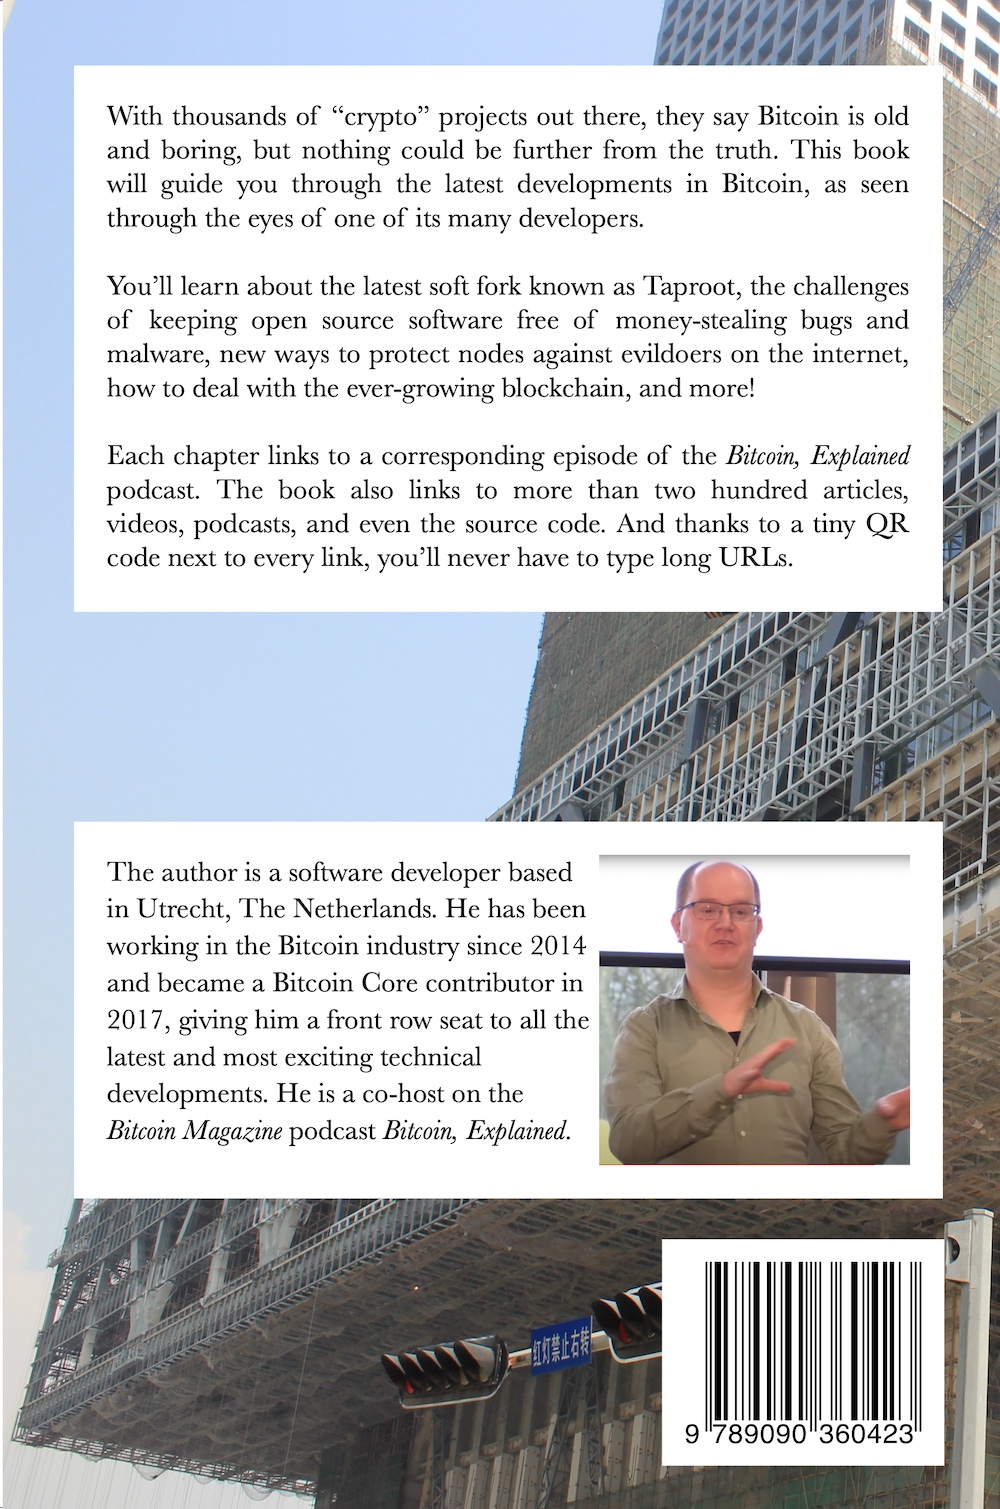 With thousands of “crypto” projects out there, they say Bitcoin is old
and boring, but nothing could be further from the truth. This book
will guide you through the latest developments in Bitcoin, as seen
through the eyes of one of its many developers.
You’ll learn about the latest soft fork known as Taproot, the challenges
of keeping open source software free of money-stealing bugs and
malware, new ways to protect nodes against evildoers on the internet,
how to deal with the ever-growing blockchain, and more!
Each chapter links to a corresponding episode of the Bitcoin, Explained
podcast. The book also links to more than two hundred articles,
videos, podcasts, and even the source code. And thanks to a tiny QR
code next to every link, you’ll never have to type long URLs.
The author is a software developer based
in Utrecht, The Netherlands. He has been
working in the Bitcoin industry since 2014
and became a Bitcoin Core contributor in
2017, giving him a front row seat to all the
latest and most exciting technical
developments. He is a co-host on the
Bitcoin Magazine podcast Bitcoin, Explained.
红灯禁止右转
9 789090 360423